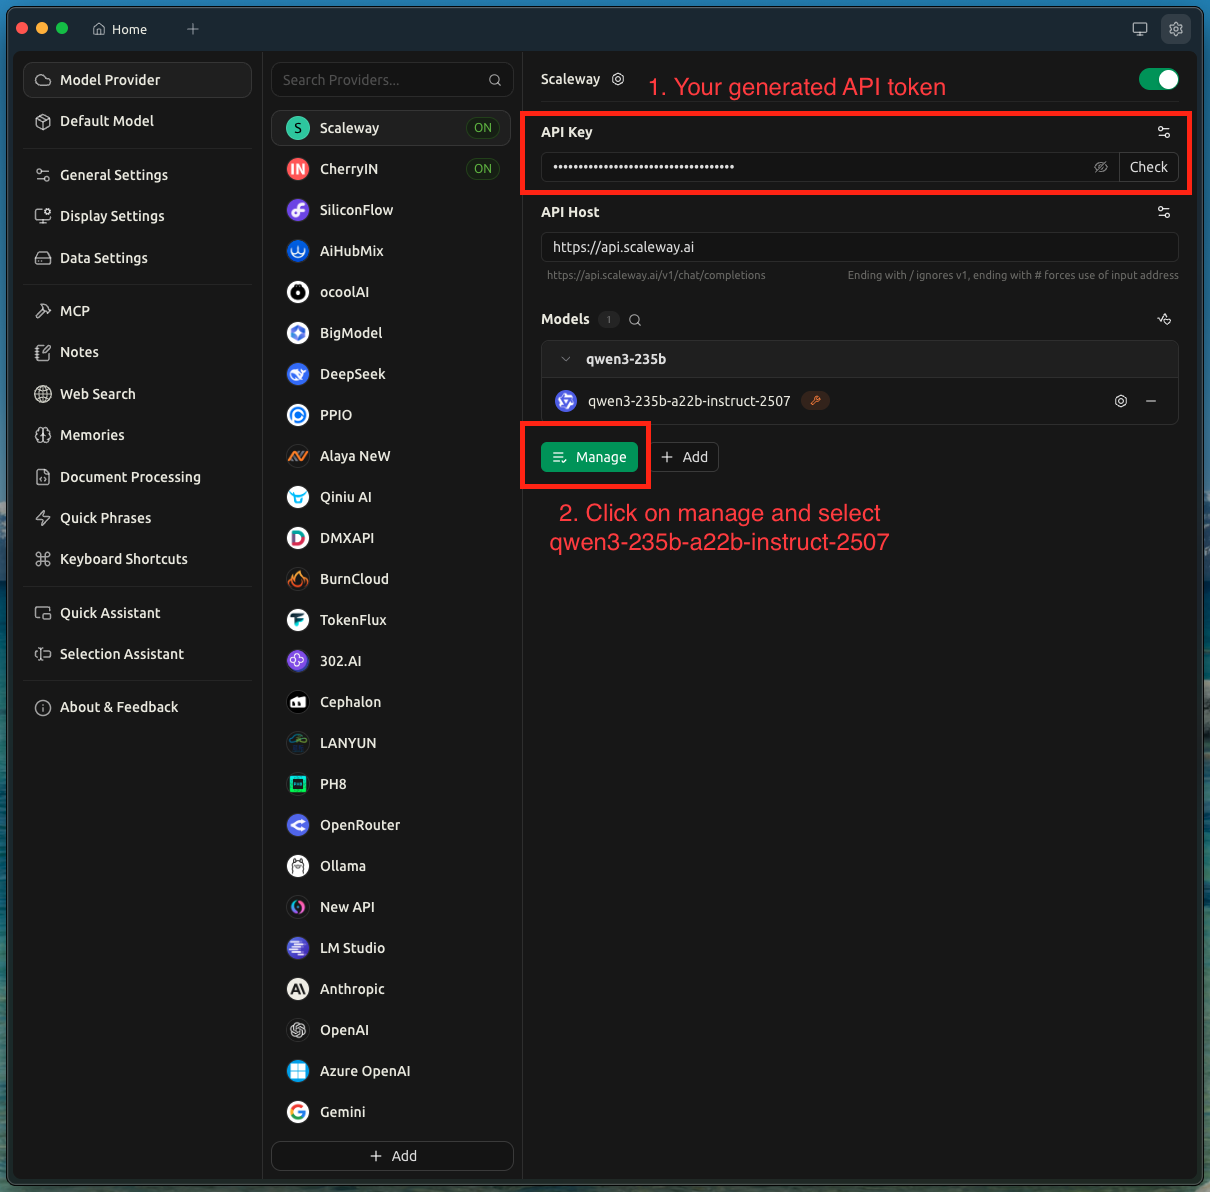 Home
Model Provider
Default Model
General Settings
Display Settings
Data Settings
MCP
Notes
Web Search
Memories
Document Processing
Quick Phrases
Keyboard Shortcuts
Quick Assistant
Selection Assistant
About & Feedback
Search Providers...
S Scaleway ON
IN CherryIN ON
SiliconFlow
AiHubMix
ocoolAI
BigModel
DeepSeek
PPIO
Alaya NeW
Qiniu AI
DMXAPI
BurnCloud
TokenFlux
302.AI
Cephalon
LANYUN
PH8
OpenRouter
Ollama
New API
LM Studio
Anthropic
OpenAI
Azure OpenAI
Gemini
Add
Scaleway
1. Your generated API token
API Key
Check
API Host
https://api.scaleway.ai
https://api.scaleway.ai/v1/chat/completions Ending with / ignores v1, ending with # forces use of input address
Models 1
qwen3-235b
qwen3-235b-a22b-instruct-2507
Manage Add
2. Click on manage and select
qwen3-235b-a22b-instruct-2507